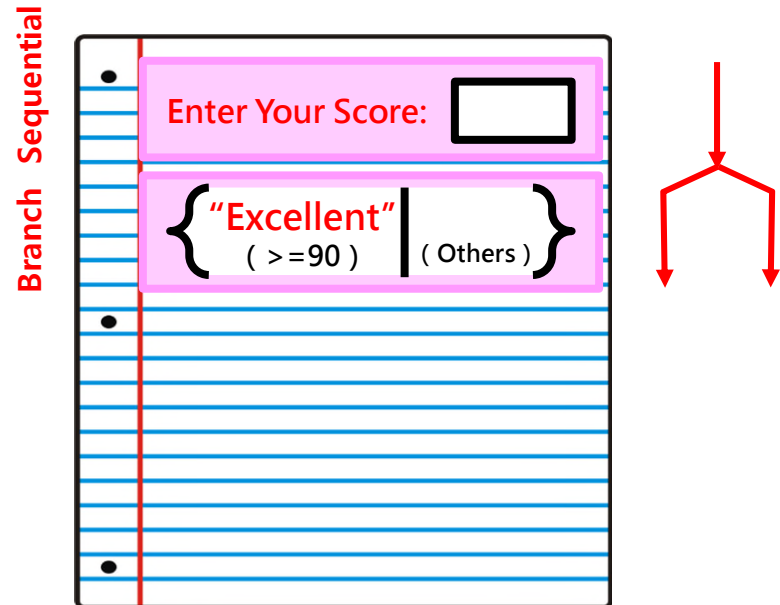 Sequential
Enter Your Score:
Branch
“Excellent”
( >=90 )
( Others )